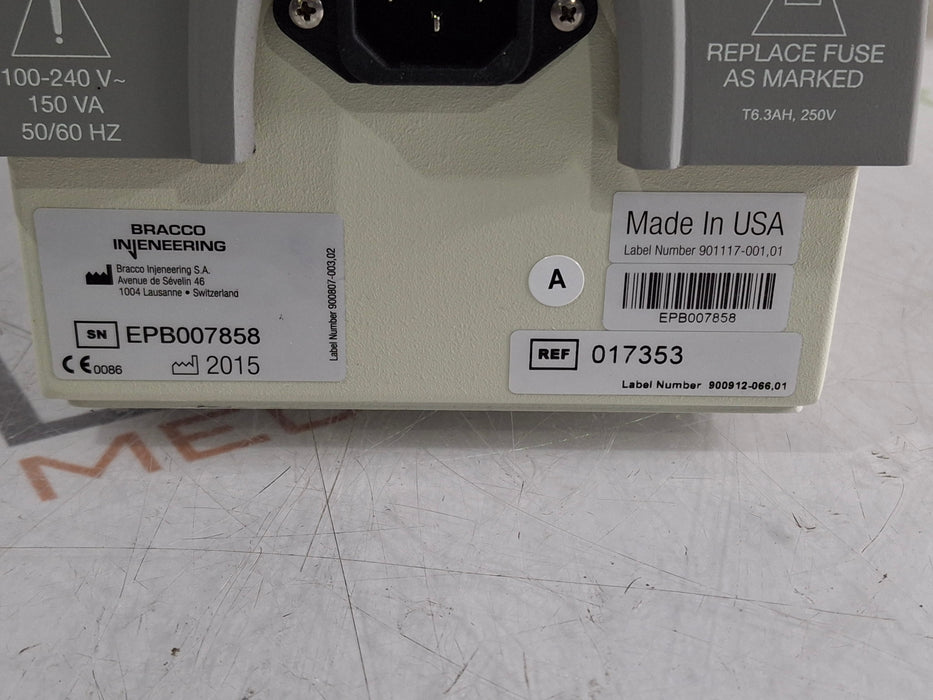 100-240 V~
150 VA
50/60 HZ
REPLACE FUSE
AS MARKED
T6.3AH, 250V
BRACCO
INJENEERING
Bracco Injeneering S.A.
Avenue de Sévelin 46
1004 Lausanne • Switzerland
SN EPB007858
CE 0086
2015
Label Number 900807-003,02
A
Made In USA
Label Number 901117-001,01
EPB007858
REF 017353
Label Number 900912-066,01
MED